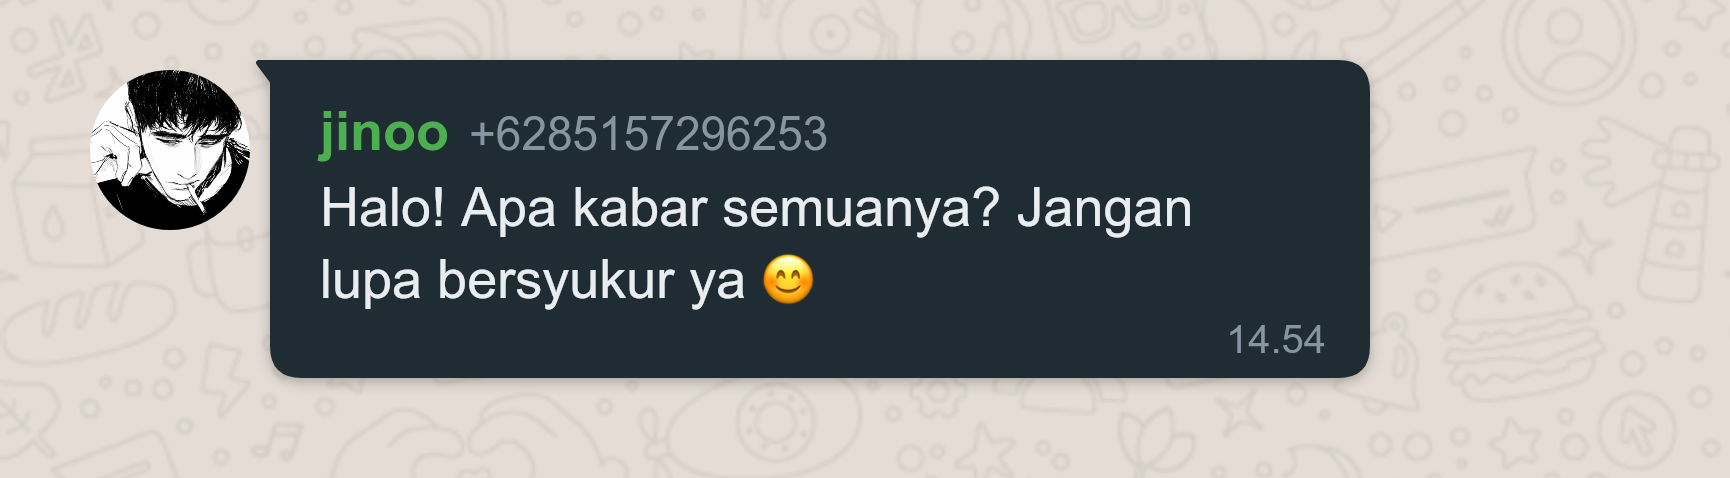 jinoo +6285157296253
Halo! Apa kabar semuanya? Jangan
lupa bersyukur ya 😊
14.54